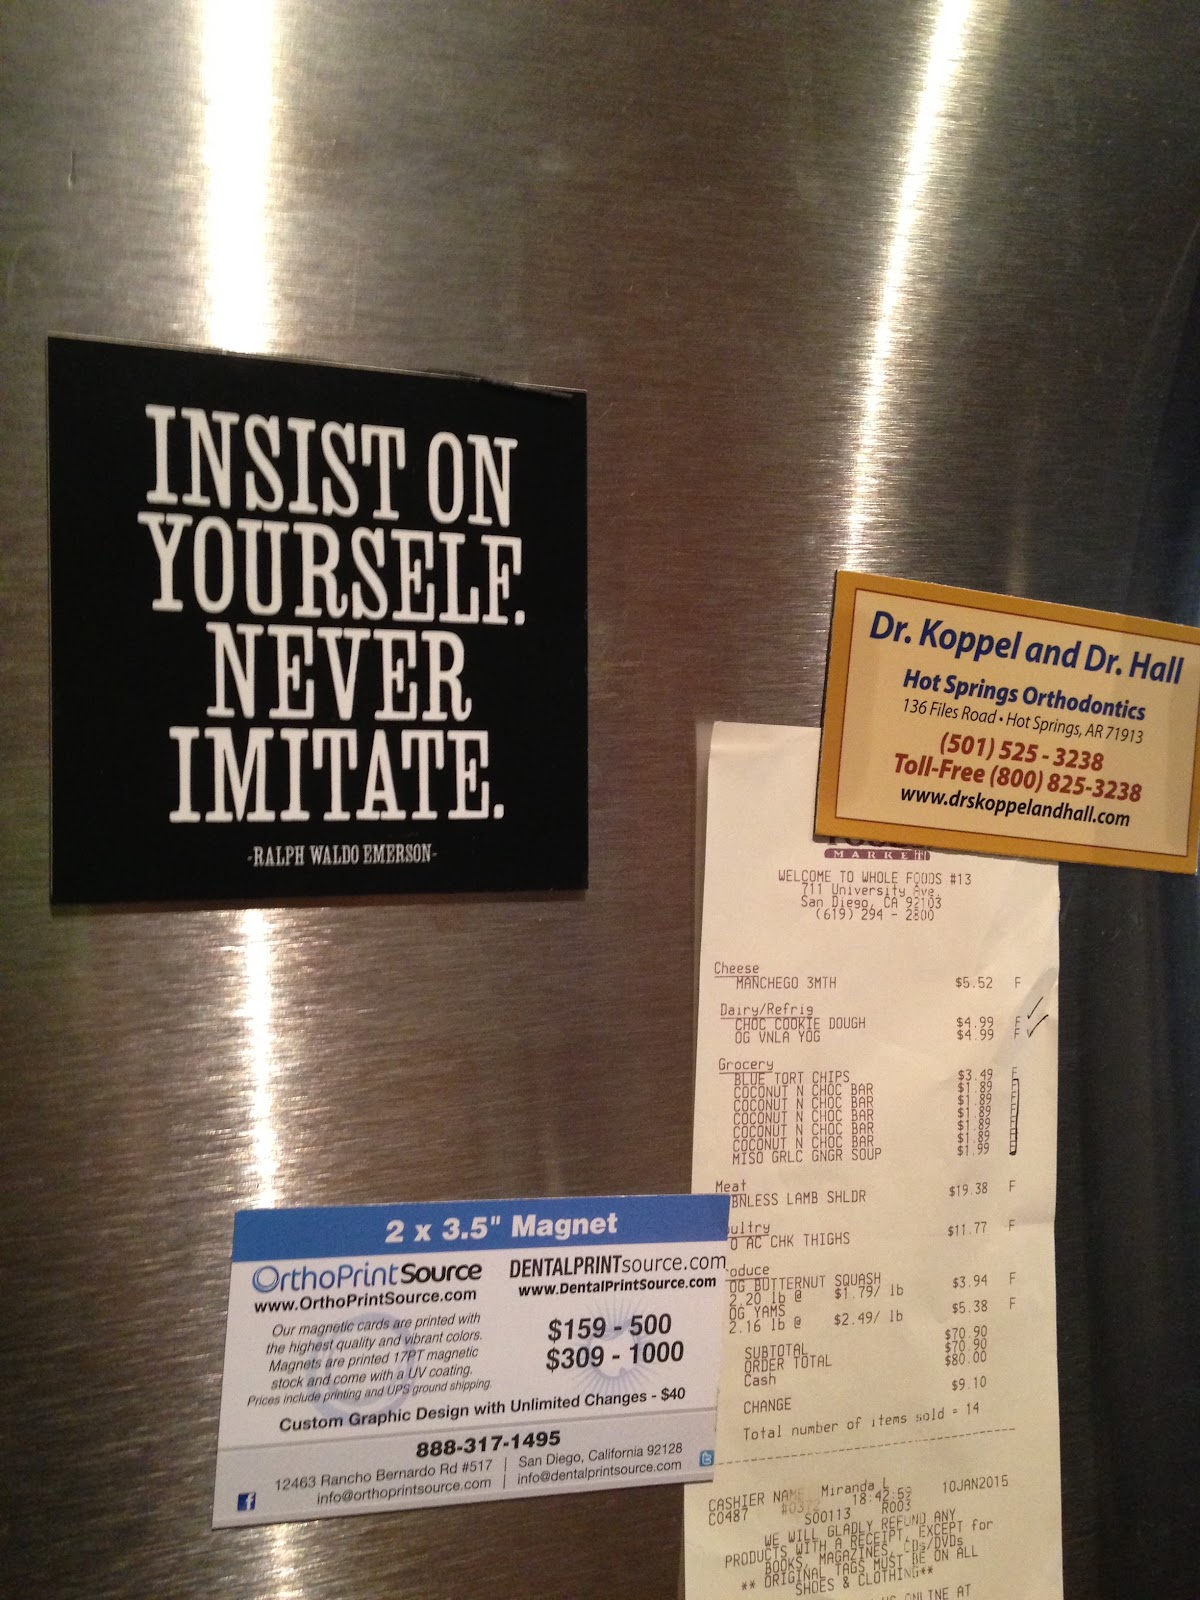 INSIST ON
YOURSELF.
NEVER
IMITATE.
-RALPH WALDO EMERSON-
Dr. Koppel and Dr. Hall
Hot Springs Orthodontics
136 Files Road • Hot Springs, AR 71913
(501) 525 - 3238
Toll-Free (800) 825-3238
www.drskoppelandhall.com
MARKET
WELCOME TO WHOLE FOODS #13
711 University Ave.
San Diego, CA 92103
(619) 294 - 2800
Cheese
MANCHEGO 3MTH $5.52 F
Dairy/Refrig
CHOC COOKIE DOUGH $4.99 F
OG VNLA YOG $4.99 F
Grocery
BLUE TORT CHIPS $3.49 F
COCONUT N CHOC BAR $1.89 F
COCONUT N CHOC BAR $1.89 F
COCONUT N CHOC BAR $1.89 F
COCONUT N CHOC BAR $1.89 F
COCONUT N CHOC BAR $1.89 F
MISO GRLC GNGR SOUP $1.99 F
Meat
BNLESS LAMB SHLDR $19.38 F
oultry
O AC CHK THIGHS $11.77 F
oduce
OG BUTTERNUT SQUASH $3.94 F
2.20 lb @ $1.79/ lb
OG YAMS $5.38 F
2.16 lb @ $2.49/ lb
SUBTOTAL $70.90
ORDER TOTAL $70.90
Cash $80.00
CHANGE $9.10
Total number of items sold = 14
CASHIER NAME Miranda L 10JAN2015
C0487 18:42:59
S00113 R003
WE WILL GLADLY REFUND ANY
PRODUCTS WITH A RECEIPT, EXCEPT for
BOOKS, MAGAZINES, CDs/DVDs
** ORIGINAL TAGS MUST BE ON ALL
SHOES & CLOTHING**
ONLINE AT
2 x 3.5" Magnet
OrthoPrintSource
www.OrthoPrintSource.com
Our magnetic cards are printed with
the highest quality and vibrant colors.
Magnets are printed 17PT magnetic
stock and come with a UV coating.
Prices include printing and UPS ground shipping.
DENTALPRINTsource.com
www.DentalPrintSource.com
$159 - 500
$309 - 1000
Custom Graphic Design with Unlimited Changes - $40
888-317-1495
12463 Rancho Bernardo Rd #517 | San Diego, California 92128
info@orthoprintsource.com | info@dentalprintsource.com